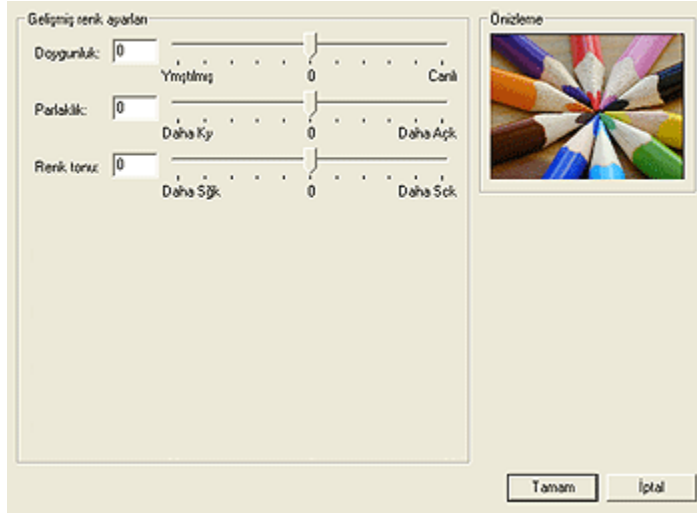 Gelişmiş renk ayarları
Doygunluk: 0
Ymştılmış 0 Canlı
Parlaklık: 0
Daha Ky 0 Daha Açk
Renk tonu: 0
Daha Sğk 0 Daha Sck
Önizleme
Tamam İptal